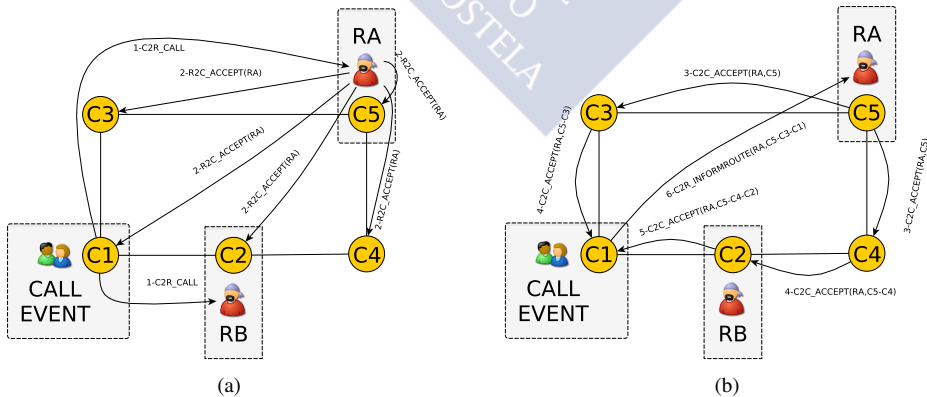 DE
TO
OSTELA
RA
1-C2R_CALL
2-R2C_ACCEPT(RA)
2-R2C_ACCEPT(RA)
C3
C5
2-R2C_ACCEPT(RA)
2-R2C_ACCEPT(RA)
2-R2C_ACCEPT(RA)
C1
C2
C4
CALL
EVENT
1-C2R_CALL
RB
(a)
RA
3-C2C_ACCEPT(RA,C5)
C3
C5
4-C2C_ACCEPT(RA,C5-C3)
6-C2R_INFORMROUTE(RA,C5-C3-C1)
3-C2C_ACCEPT(RA,C5)
5-C2C_ACCEPT(RA,C5-C4-C2)
C1
C2
C4
CALL
EVENT
4-C2C_ACCEPT(RA,C5-C4)
RB
(b)